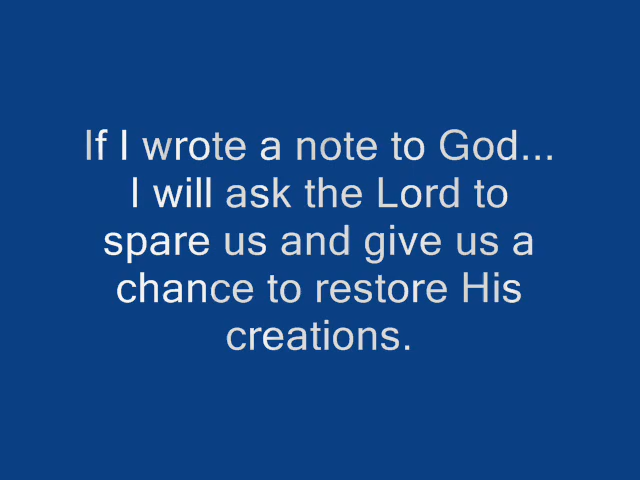 If I wrote a note to God...
I will ask the Lord to
spare us and give us a
chance to restore His
creations.